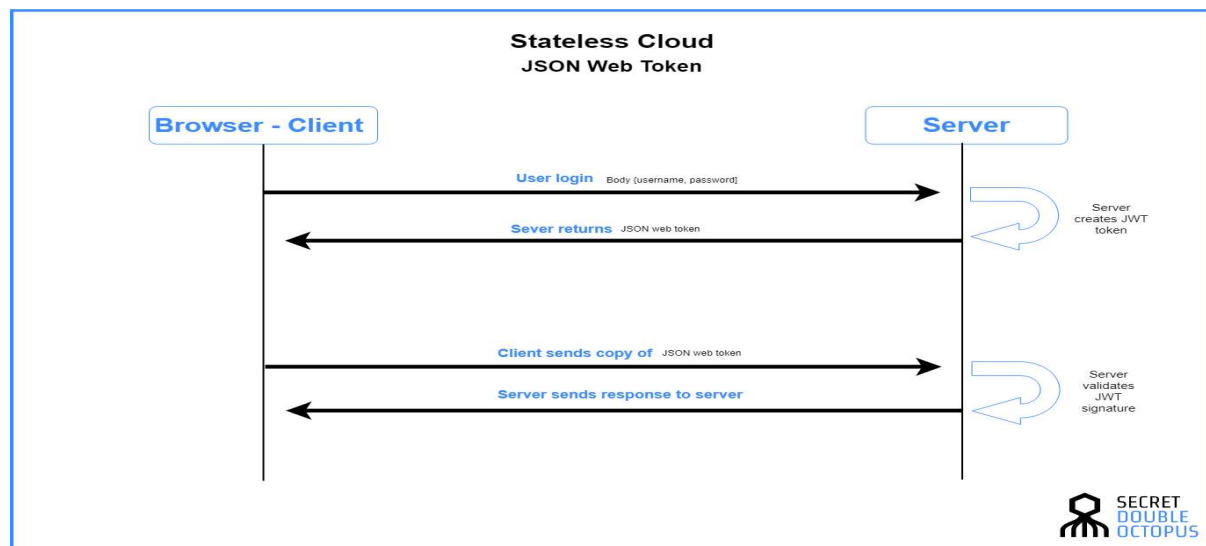 Stateless Cloud
JSON Web Token
Browser - Client
Server
User login Body {username, password]
Server
creates JWT
token
Sever returns JSON web token
Client sends copy of JSON web token
Server
validates
JWT
signature
Server sends response to server
SECRET
DOUBLE
OCTOPUS